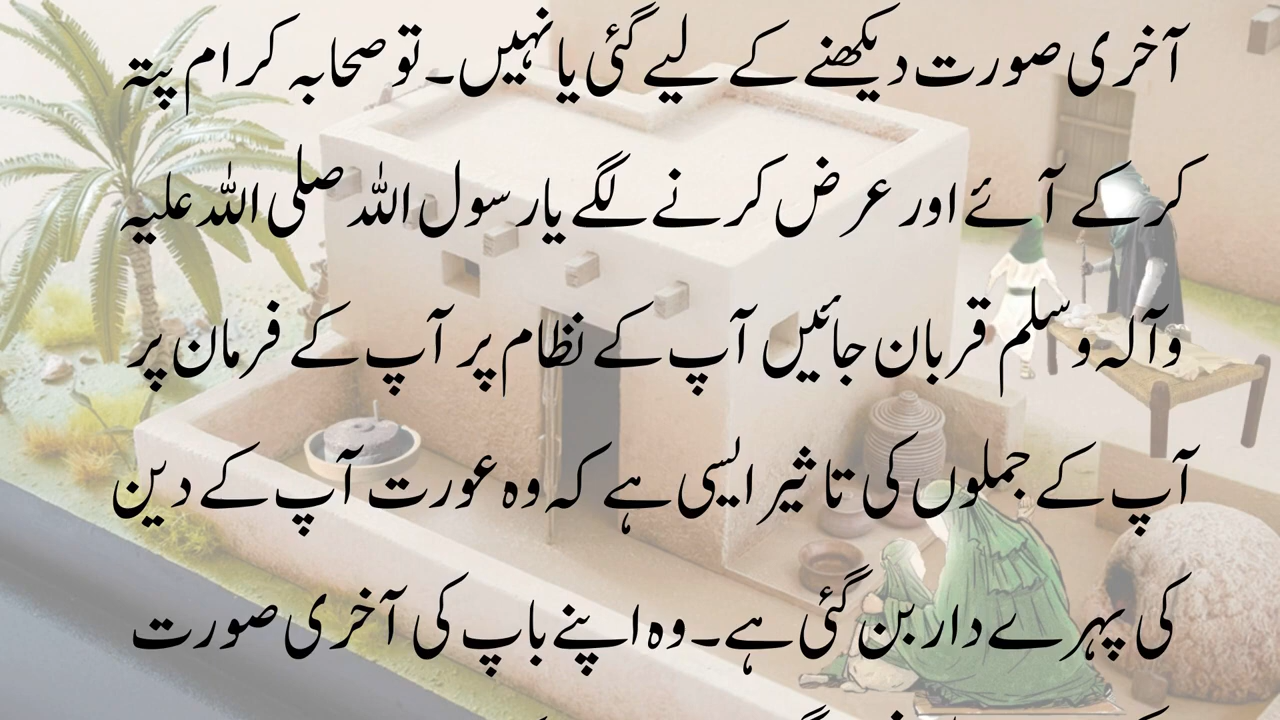 آخری صورت دیکھنے کے لیے گئی یا نہیں۔ تو صحابہ کرام پتہ
کر کے آئے اور عرض کرنے لگے یا رسول اللہ صلی اللہ علیہ
وآلہ وسلم قربان جائیں آپ کے نظام پر آپ کے فرمان پر
آپ کے جملوں کی تاثیر ایسی ہے کہ وہ عورت آپ کے دین
کی پہرے دار بن گئی ہے۔ وہ اپنے باپ کی آخری صورت